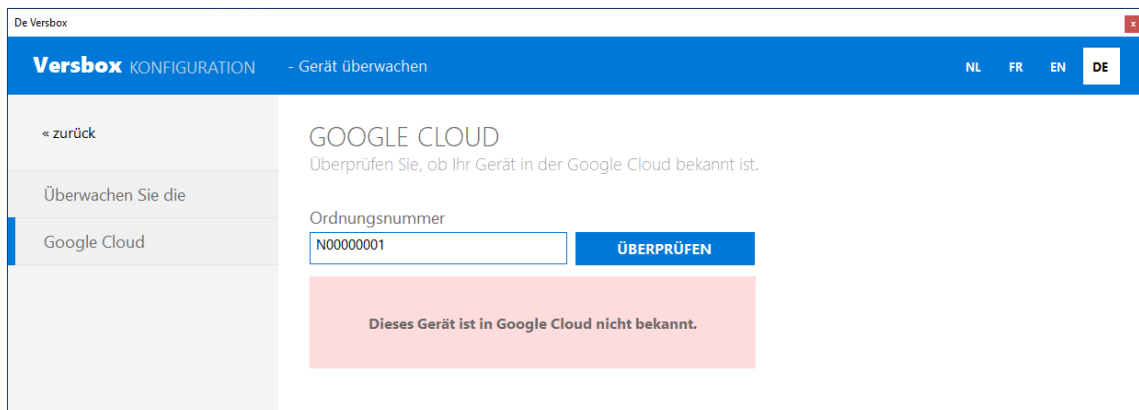 De Versbox
x
Versbox KONFIGURATION - Gerät überwachen NL FR EN DE
« zurück
Überwachen Sie die
Google Cloud
GOOGLE CLOUD
Überprüfen Sie, ob Ihr Gerät in der Google Cloud bekannt ist.
Ordnungsnummer
N00000001
ÜBERPRÜFEN
Dieses Gerät ist in Google Cloud nicht bekannt.